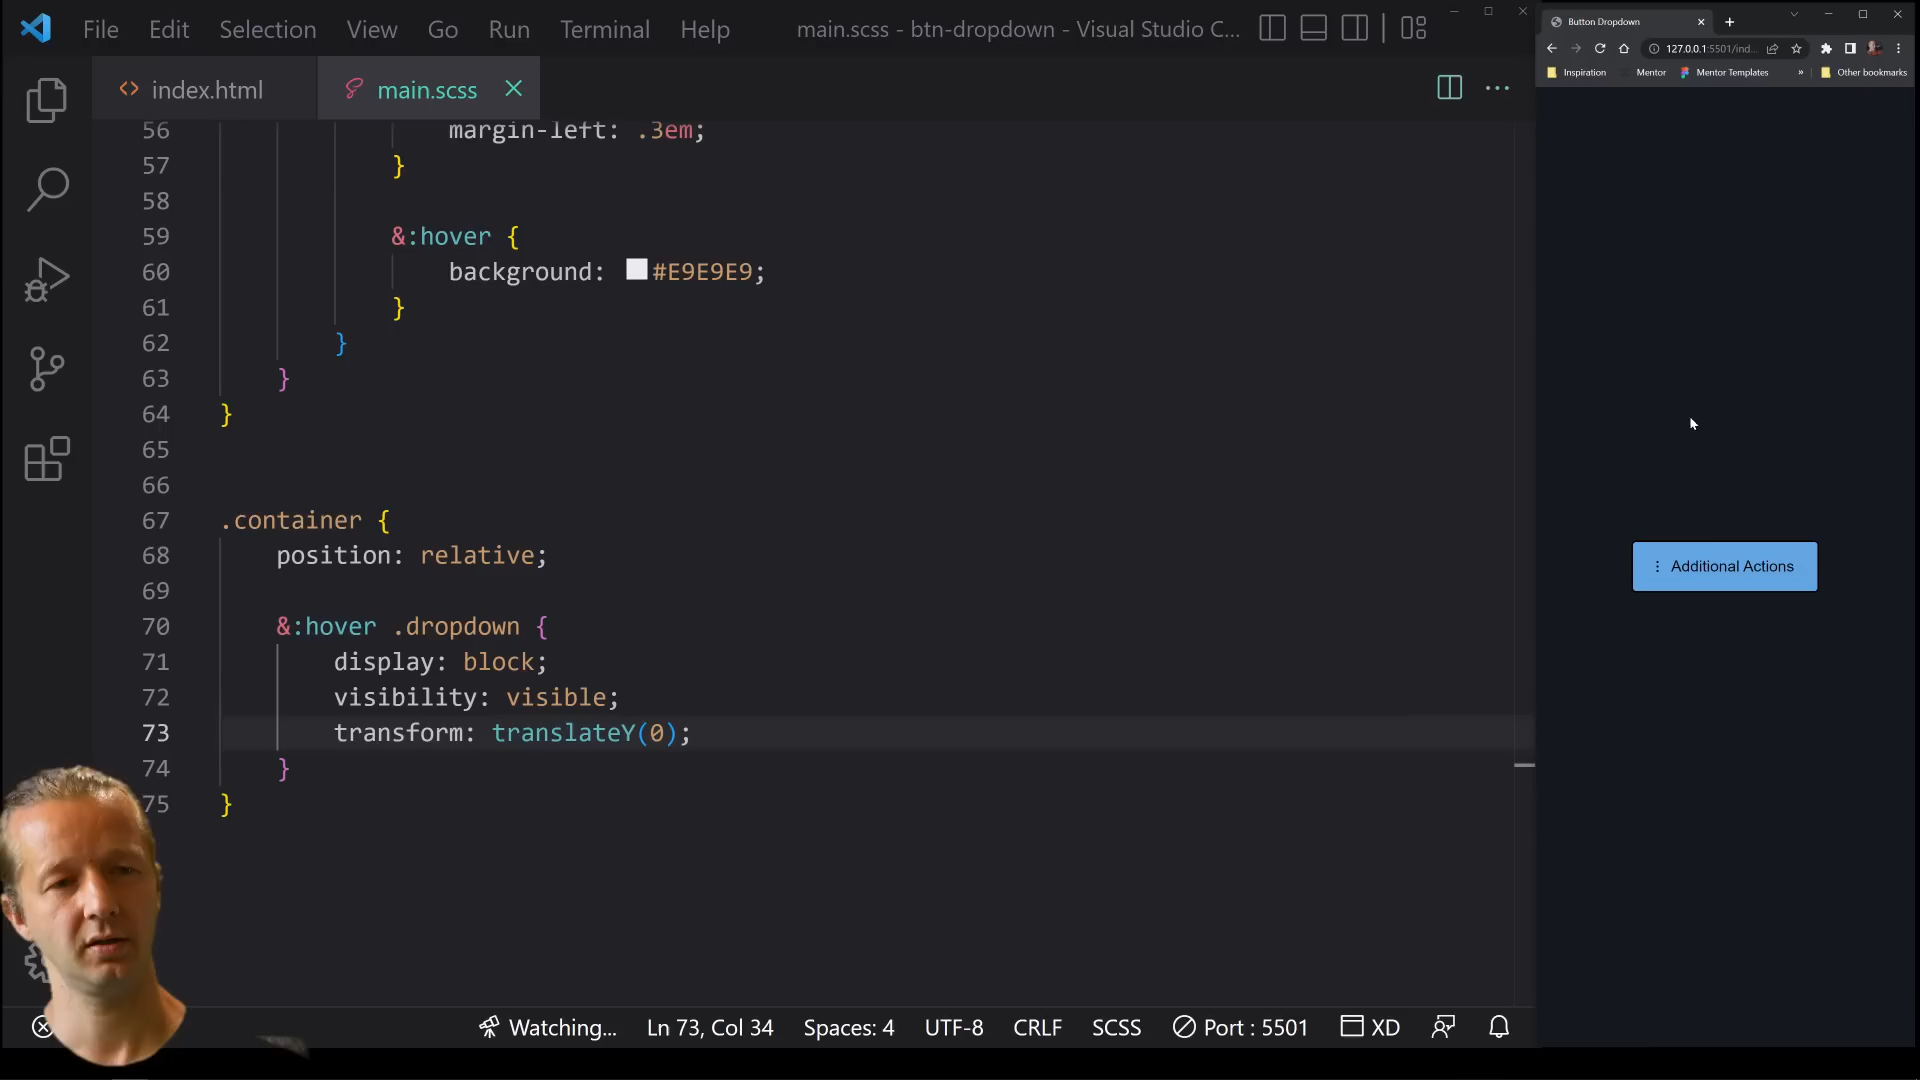 File Edit Selection View Go Run Terminal Help main.scss - btn-dropdown - Visual Studio C...
index.html main.scss
56 margin-left: .3em;
57 }
58
59 &:hover {
60 background: #E9E9E9;
61 }
62 }
63 }
64 }
65
66
67 .container {
68 position: relative;
69
70 &:hover .dropdown {
71 display: block;
72 visibility: visible;
73 transform: translateY(0);
74 }
75 }
Watching... Ln 73, Col 34 Spaces: 4 UTF-8 CRLF SCSS Port : 5501 XD
Button Dropdown
127.0.0.1:5501/ind...
Inspiration Mentor Mentor Templates » Other bookmarks
⋮ Additional Actions